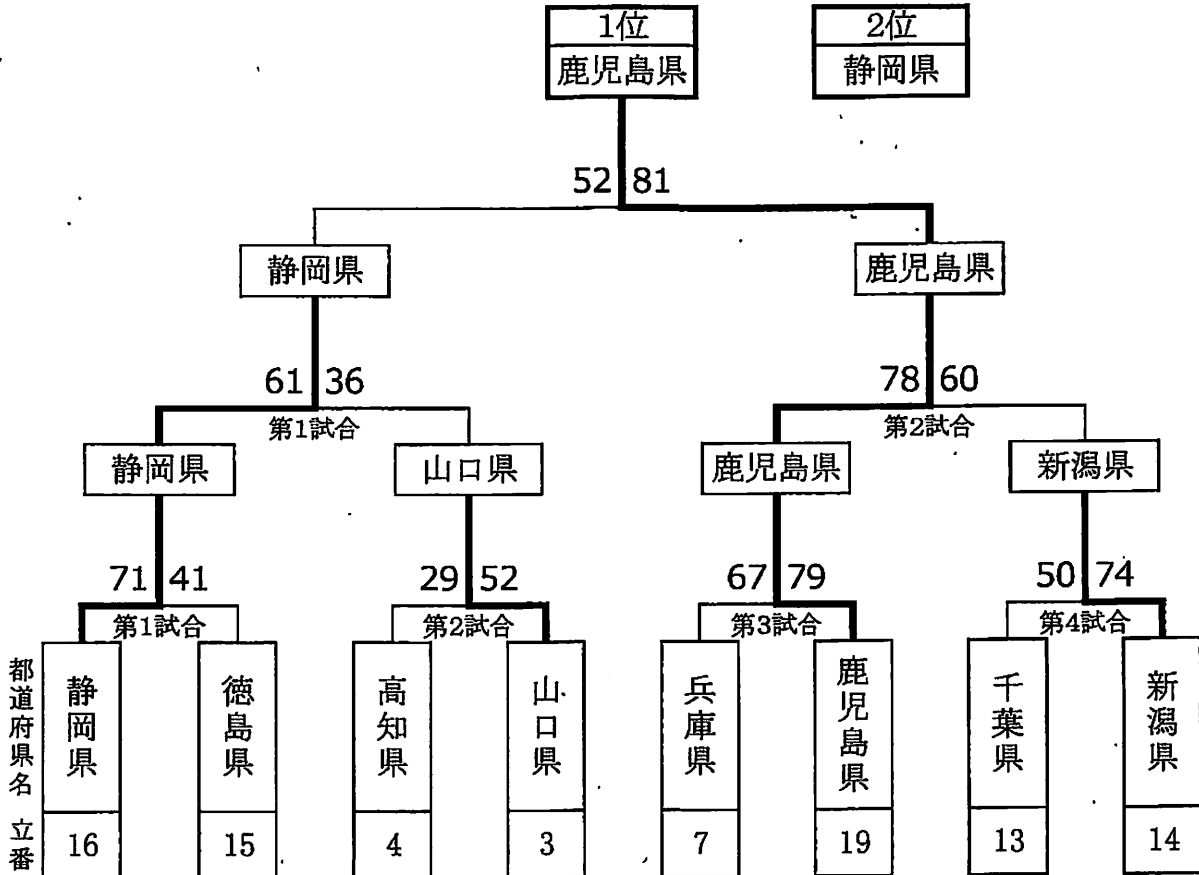 1位 2位
鹿児島県 静岡県
52 81
静岡県 鹿児島県
61 36 78 60
第1試合 第2試合
静岡県 山口県 鹿児島県 新潟県
71 41 29 52 67 79 50 74
第1試合 第2試合 第3試合 第4試合
都道府県名 静岡県 徳島県 高知県 山口県 兵庫県 鹿児島県 千葉県 新潟県
立番 16 15 4 3 7 19 13 14